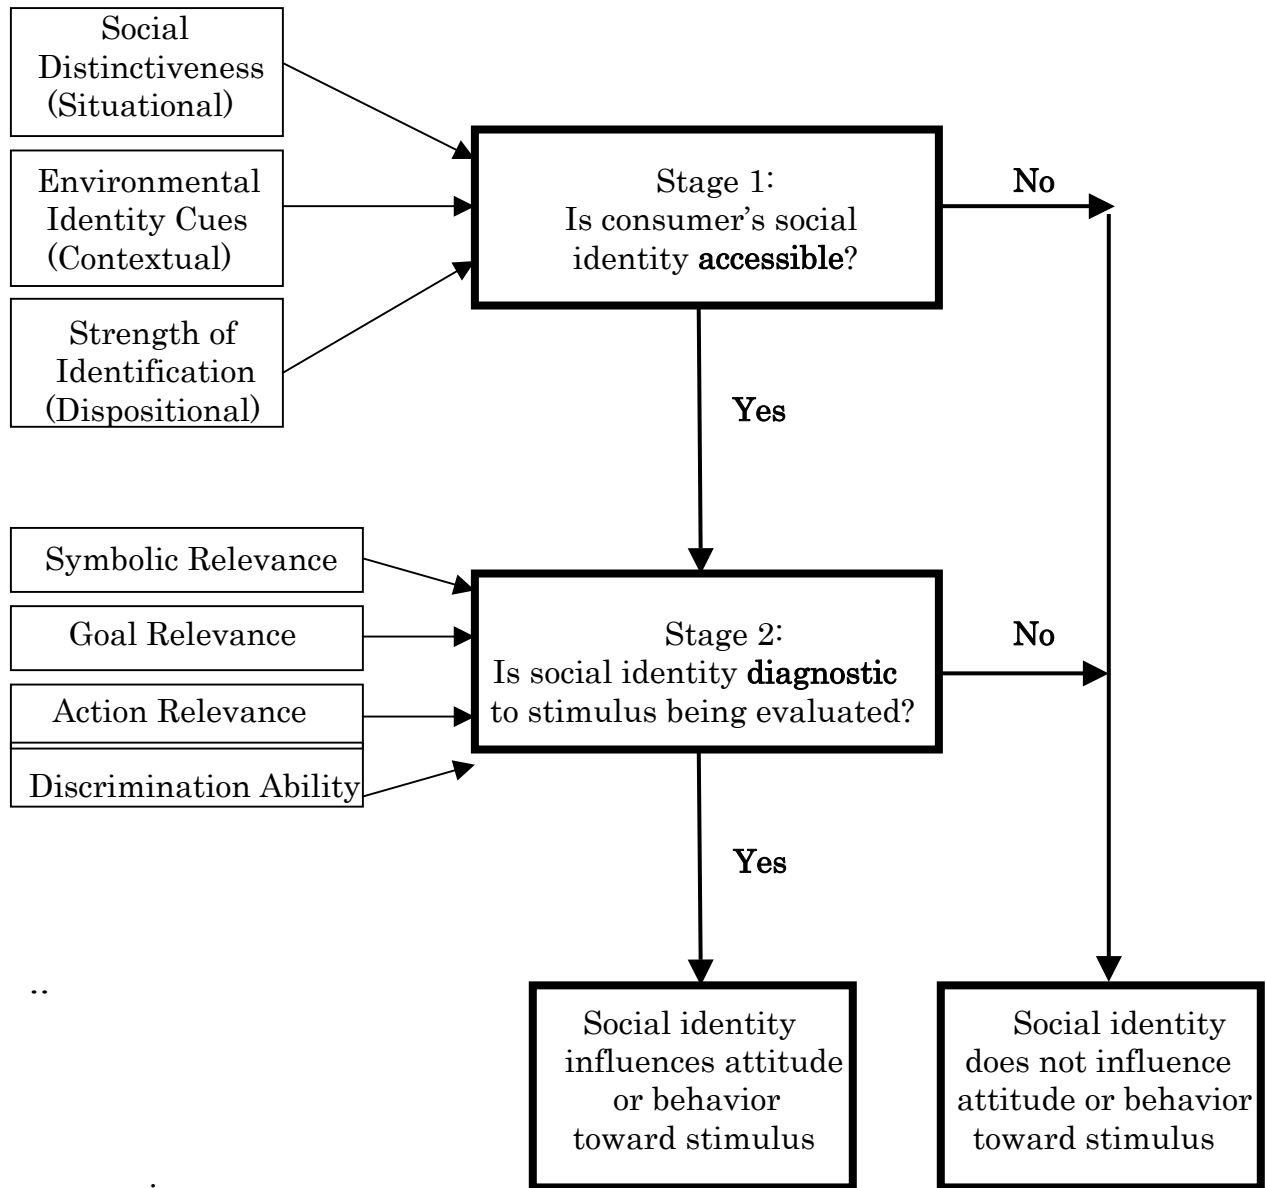 Social
Distinctiveness
(Situational)
Environmental
Identity Cues
(Contextual)
Strength of
Identification
(Dispositional)
Stage 1:
Is consumer’s social
identity accessible?
No
Yes
Symbolic Relevance
Goal Relevance
Action Relevance
Discrimination Ability
Stage 2:
Is social identity diagnostic
to stimulus being evaluated?
No
Yes
..
Social identity
influences attitude
or behavior
toward stimulus
Social identity
does not influence
attitude or behavior
toward stimulus
.